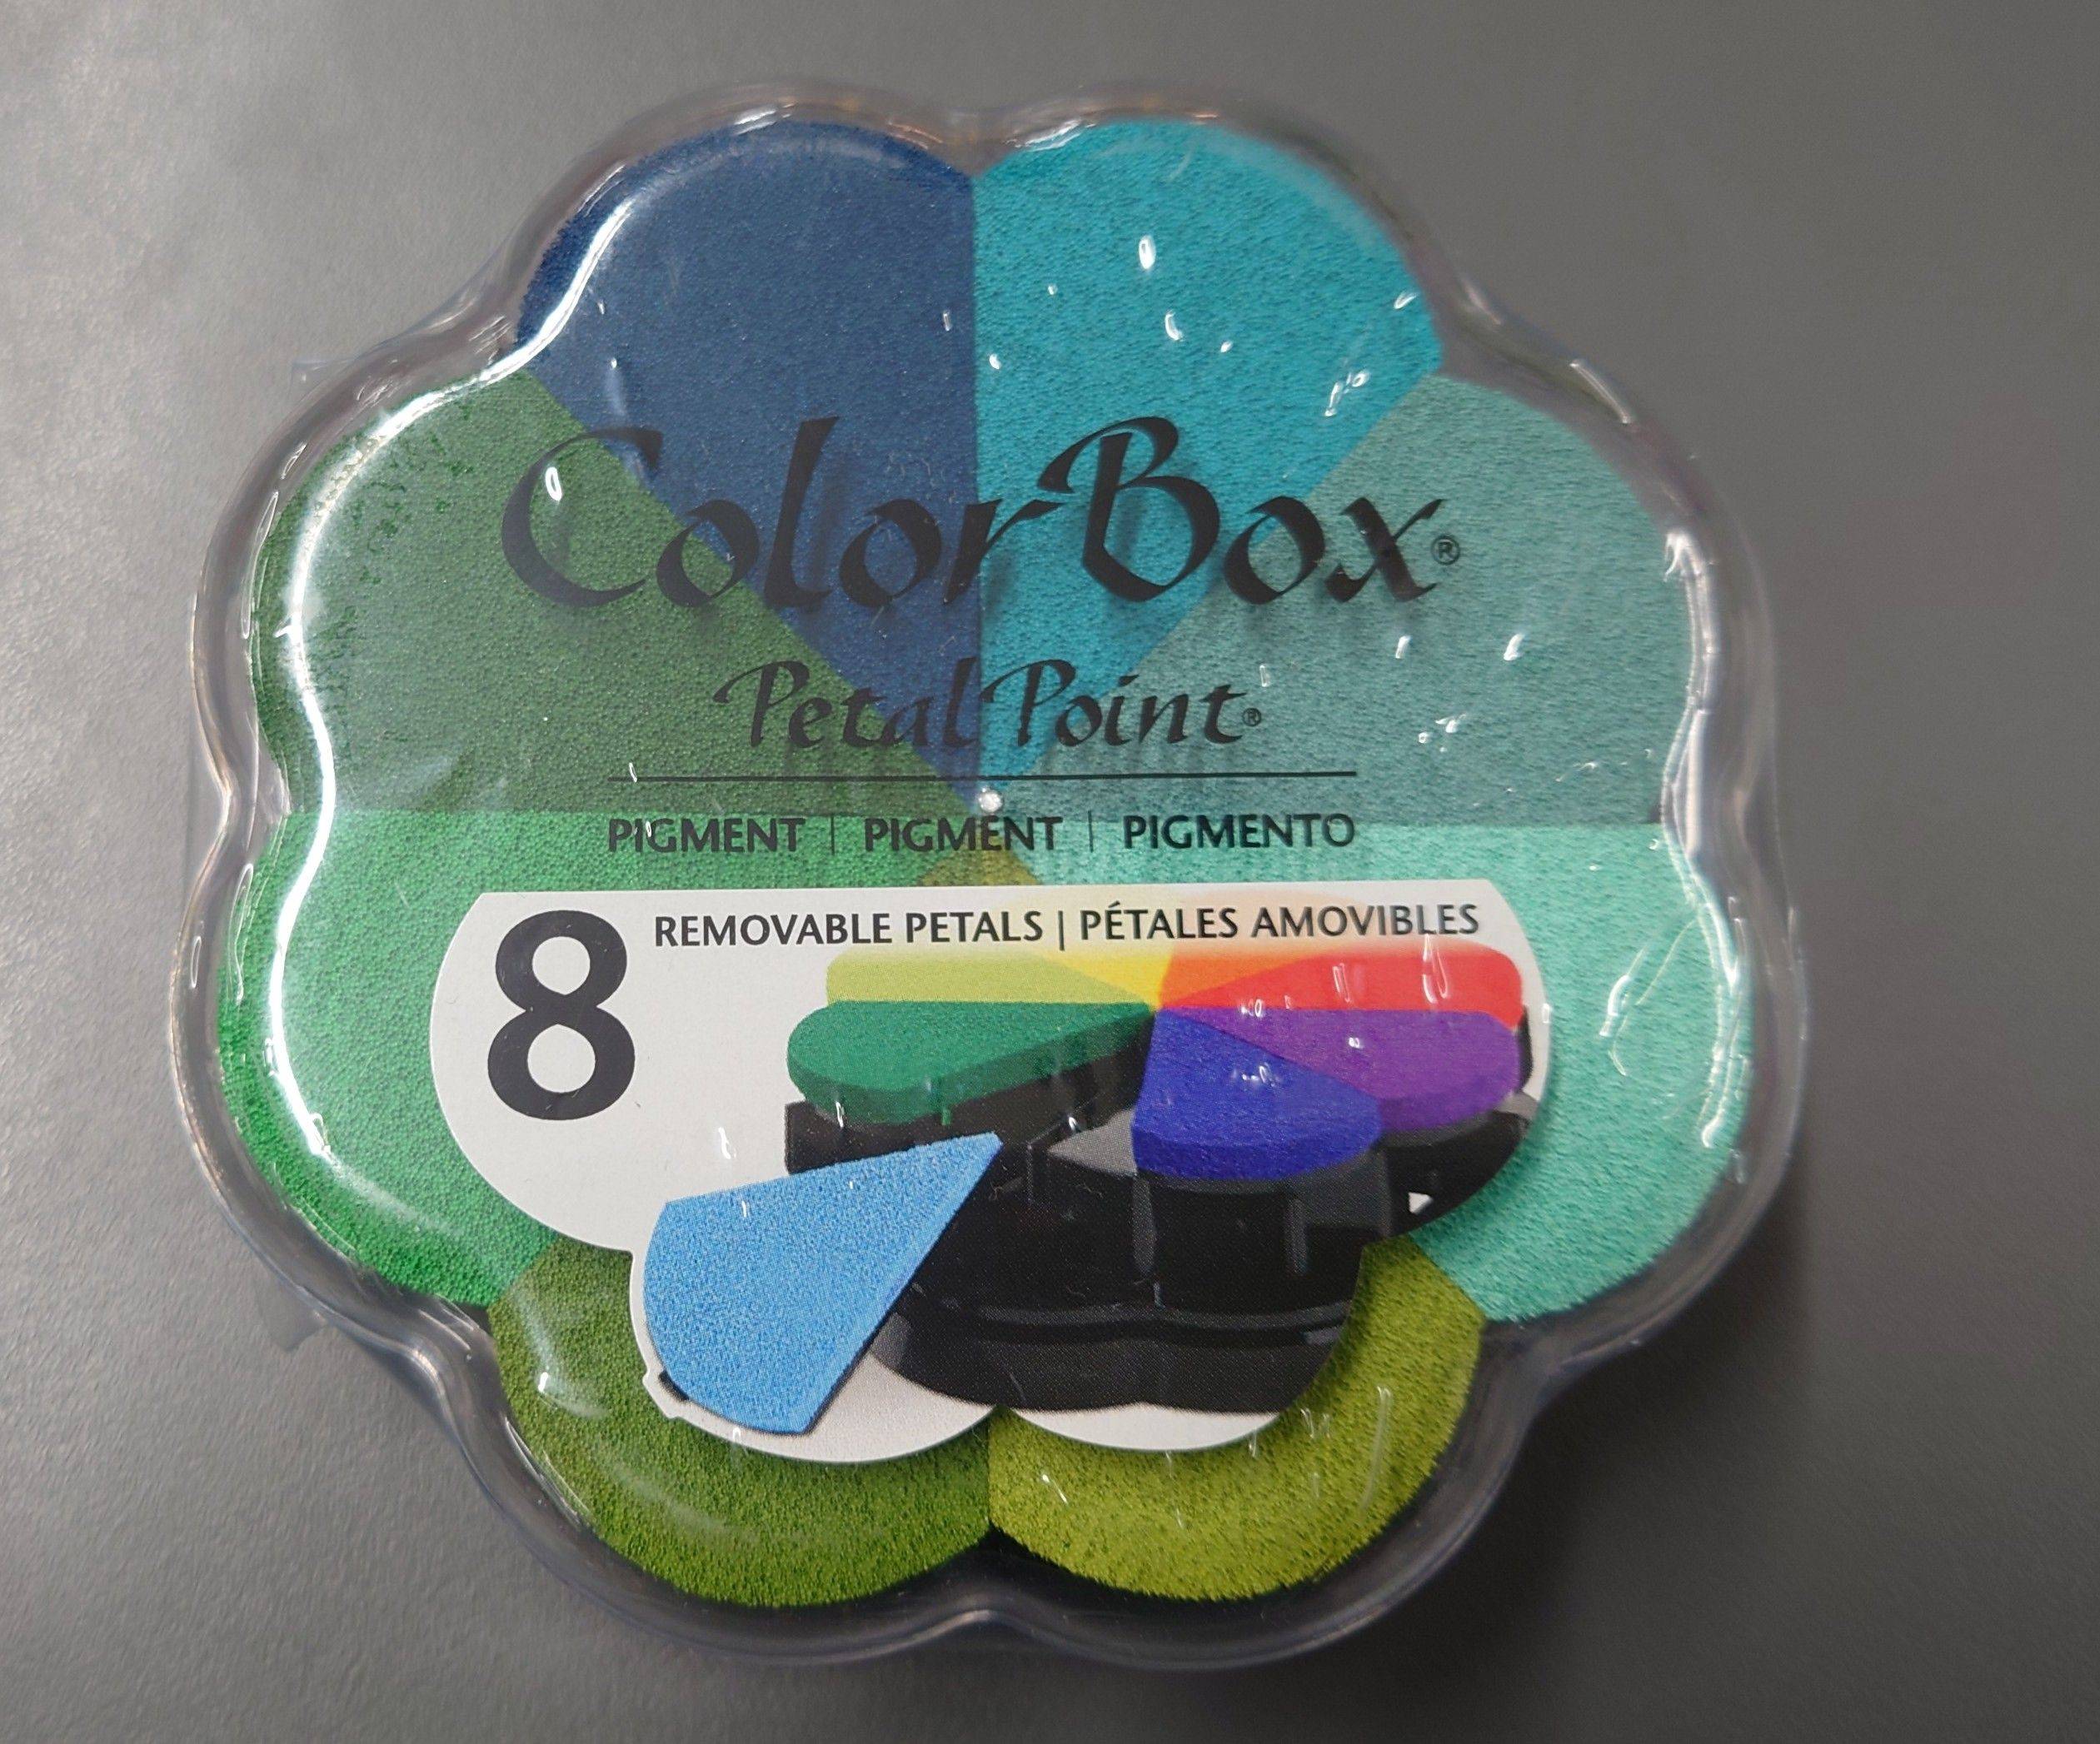 ColorBox®
Petal Point®
PIGMENT | PIGMENT | PIGMENTO
8 REMOVABLE PETALS | PÉTALES AMOVIBLES